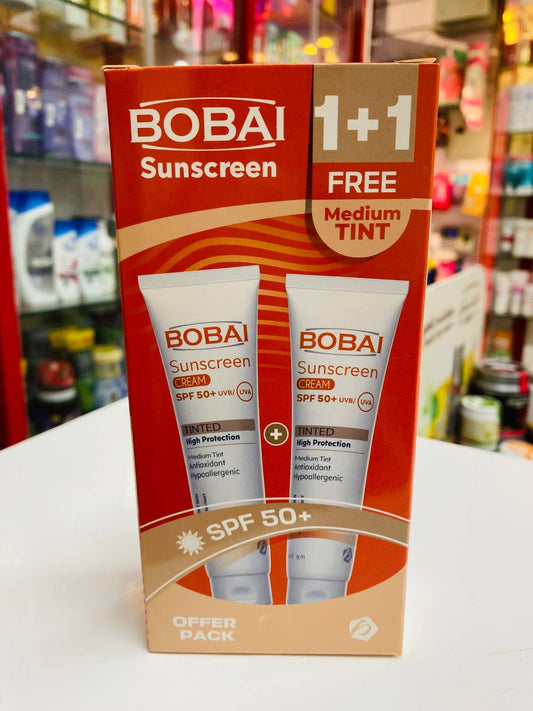 BOBAI
Sunscreen
1+1
FREE
Medium
TINT
BOBAI
Sunscreen
CREAM
SPF 50+ UVB/ UVA
TINTED
High Protection
Medium Tint
Antioxidant
Hypoallergenic
+
BOBAI
Sunscreen
CREAM
SPF 50+ UVB/ UVA
TINTED
High Protection
Medium Tint
Antioxidant
Hypoallergenic
gm
SPF 50+
OFFER
PACK